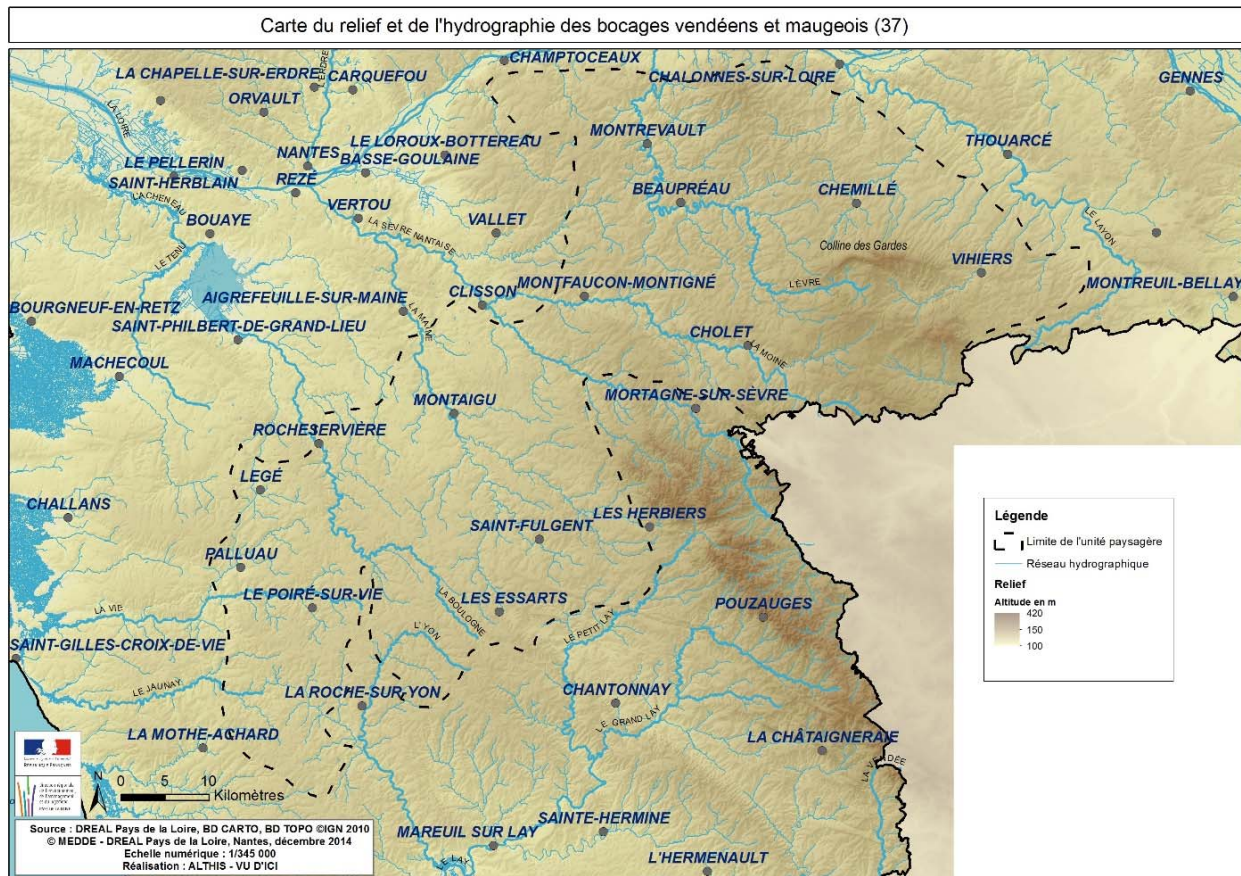 Carte du relief et de l'hydrographie des bocages vendéens et maugeois (37)
CHAMPTOCEAUX
LA CHAPELLE-SUR-ERDRE
ERDRE
CARQUEFOU
CHALONNES-SUR-LOIRE
GENNES
ORVAULT
LA LOIRE
MONTREVAULT
THOUARCÉ
LE LOROUX-BOTTEREAU
NANTES
BASSE-GOULAINE
LE PELLERIN
SAINT-HERBLAIN
REZÉ
BEAUPRÉAU
CHEMILLÉ
L'ACHENEAU
VERTOU
BOUAYE
LA SÈVRE NANTAISE
VALLET
LE LAYON
LE TENU
Colline des Gardes
VIHIERS
MONTREUIL-BELLAY
BOURGNEUF-EN-RETZ
AIGREFEUILLE-SUR-MAINE
CLISSON
MONTFAUCON-MONTIGNÉ
L'ÈVRE
SAINT-PHILBERT-DE-GRAND-LIEU
LA MAINE
CHOLET
LA MOINE
MACHECOUL
MONTAIGU
MORTAGNE-SUR-SÈVRE
ROCHESERVIÈRE
LEGÉ
CHALLANS
SAINT-FULGENT
LES HERBIERS
PALLUAU
LE POIRÉ-SUR-VIE
LA BOULOGNE
LES ESSARTS
POUZAUGES
LA VIE
L'YON
LE PETIT LAY
SAINT-GILLES-CROIX-DE-VIE
LE JAUNAY
LA ROCHE-SUR-YON
CHANTONNAY
LE GRAND-LAY
LA MOTHE-ACHARD
LA CHÂTAIGNERAIE
LA VENDÉE
MAREUIL SUR LAY
SAINTE-HERMINE
LE LAY
L'HERMENAULT
Légende
Limite de l'unité paysagère
Réseau hydrographique
Relief
Altitude en m
420
150
100
N
0 10
Kilomètres
Source : DREAL Pays de la Loire, BD CARTO, BD TOPO ©IGN 2010
© MEDDE - DREAL Pays de la Loire, Nantes, décembre 2014
Echelle numérique : 1/345 000
Réalisation : ALTHIS - VU D'ICI